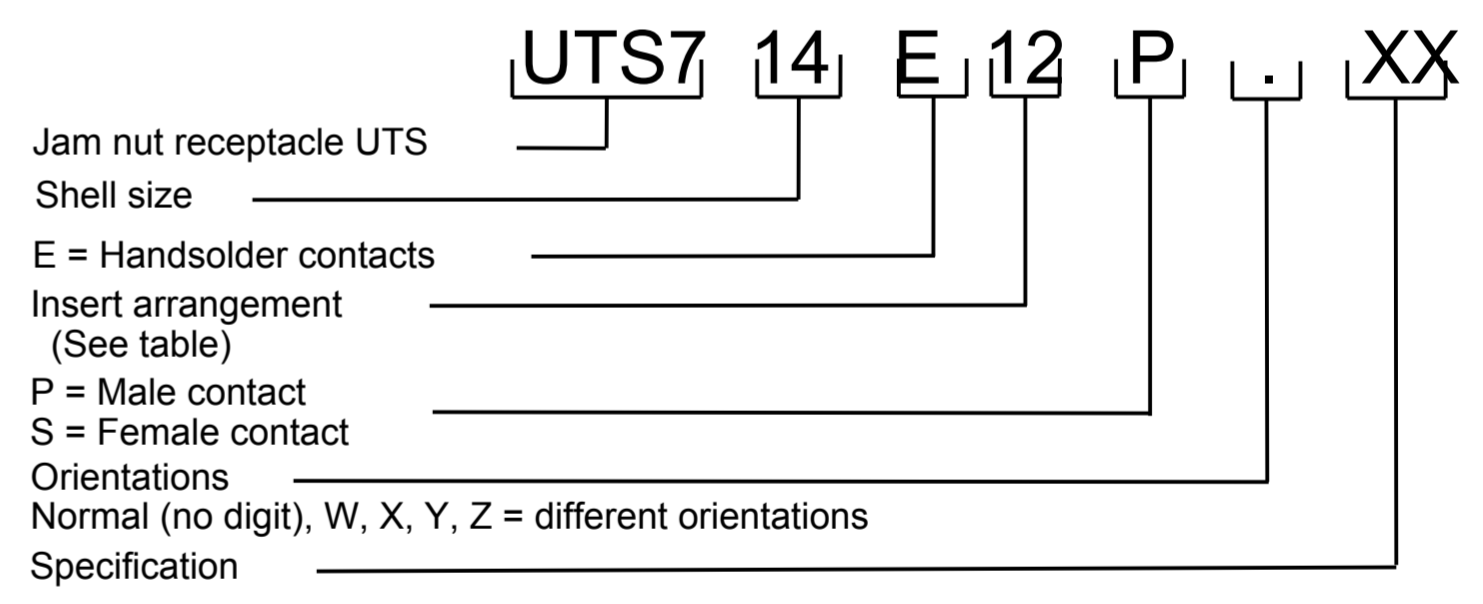 UTS7 14 E 12 P . XX
Jam nut receptacle UTS
Shell size
E = Handsolder contacts
Insert arrangement
(See table)
P = Male contact
S = Female contact
Orientations
Normal (no digit), W, X, Y, Z = different orientations
Specification